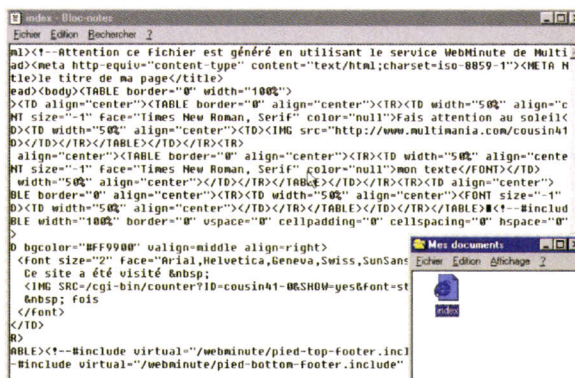 index - Bloc-notes
Fichier Edition Rechercher ?
ml><!--Attention ce fichier est généré en utilisant le service WebMinute de Multi
ad><meta http-equiv="content-type" content="text/html;charset=iso-8859-1"><META N
tle>le titre de ma page</title>
ead><body><TABLE border="0" width="100%">
><TD align="center"><TABLE border="0" align="center"><TR><TD width="50%" align="c
NT size="-1" face="Times New Roman, Serif" color="null">Fais attention au soleil<
D><TD width="50%" align="center"><TD><IMG src="http://www.multimania.com/cousin41
D></TD></TR></TABLE></TD></TR><TR>
align="center"><TABLE border="0" align="center"><TR><TD width="50%" align="cente
NT size="-1" face="Times New Roman, Serif" color="null">mon texte</FONT></TD>
width="50%" align="center"></TD></TR></TABLE></TD></TR><TR><TD align="center">
BLE border="0" align="center"><TR><TD width="50%" align="center"><FONT size="-1"
D><TD width="50%" align="center"></TD></TR></TABLE></TD></TR></TABLE>■<!--#includ
BLE width="100%" border="0" vspace="0" cellpadding="0" cellspacing="0" hspace="0"
>
D bgcolor="#FF9900" valign=middle align=right>
<font size="2" face="Arial,Helvetica,Geneva,Swiss,SunSans
Ce site a été visité &nbsp;
<IMG SRC=/cgi-bin/counter?ID=cousin41-0&SHOW=yes&font=st
&nbsp; fois
</font>
</TD>
R>
ABLE><!--#include virtual="/webminute/pied-top-footer.incl
-#include virtual="/webminute/pied-bottom-footer.include"
Mes documents
Fichier Edition Affichage ?
index